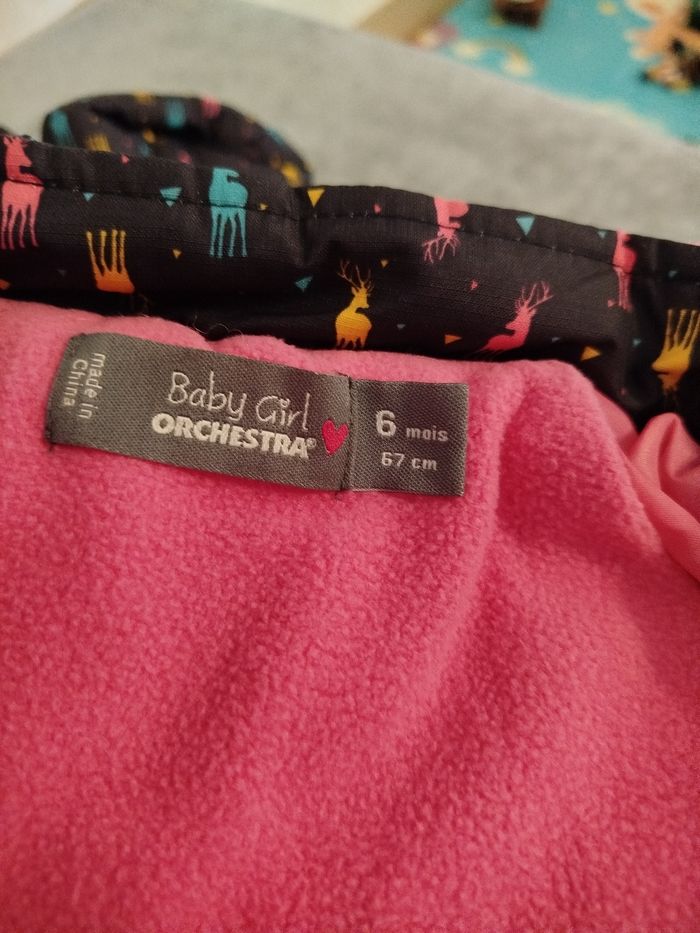 made in
China
Baby Girl
ORCHESTRA®
6 mois
67 cm